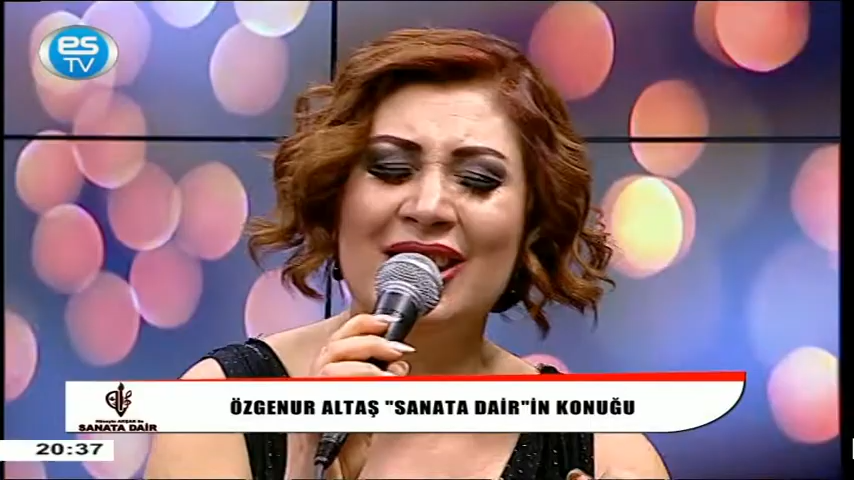 es
TV
ÖZGENUR ALTAŞ "SANATA DAİR"İN KONUĞU
SANATA DAİR
20:37